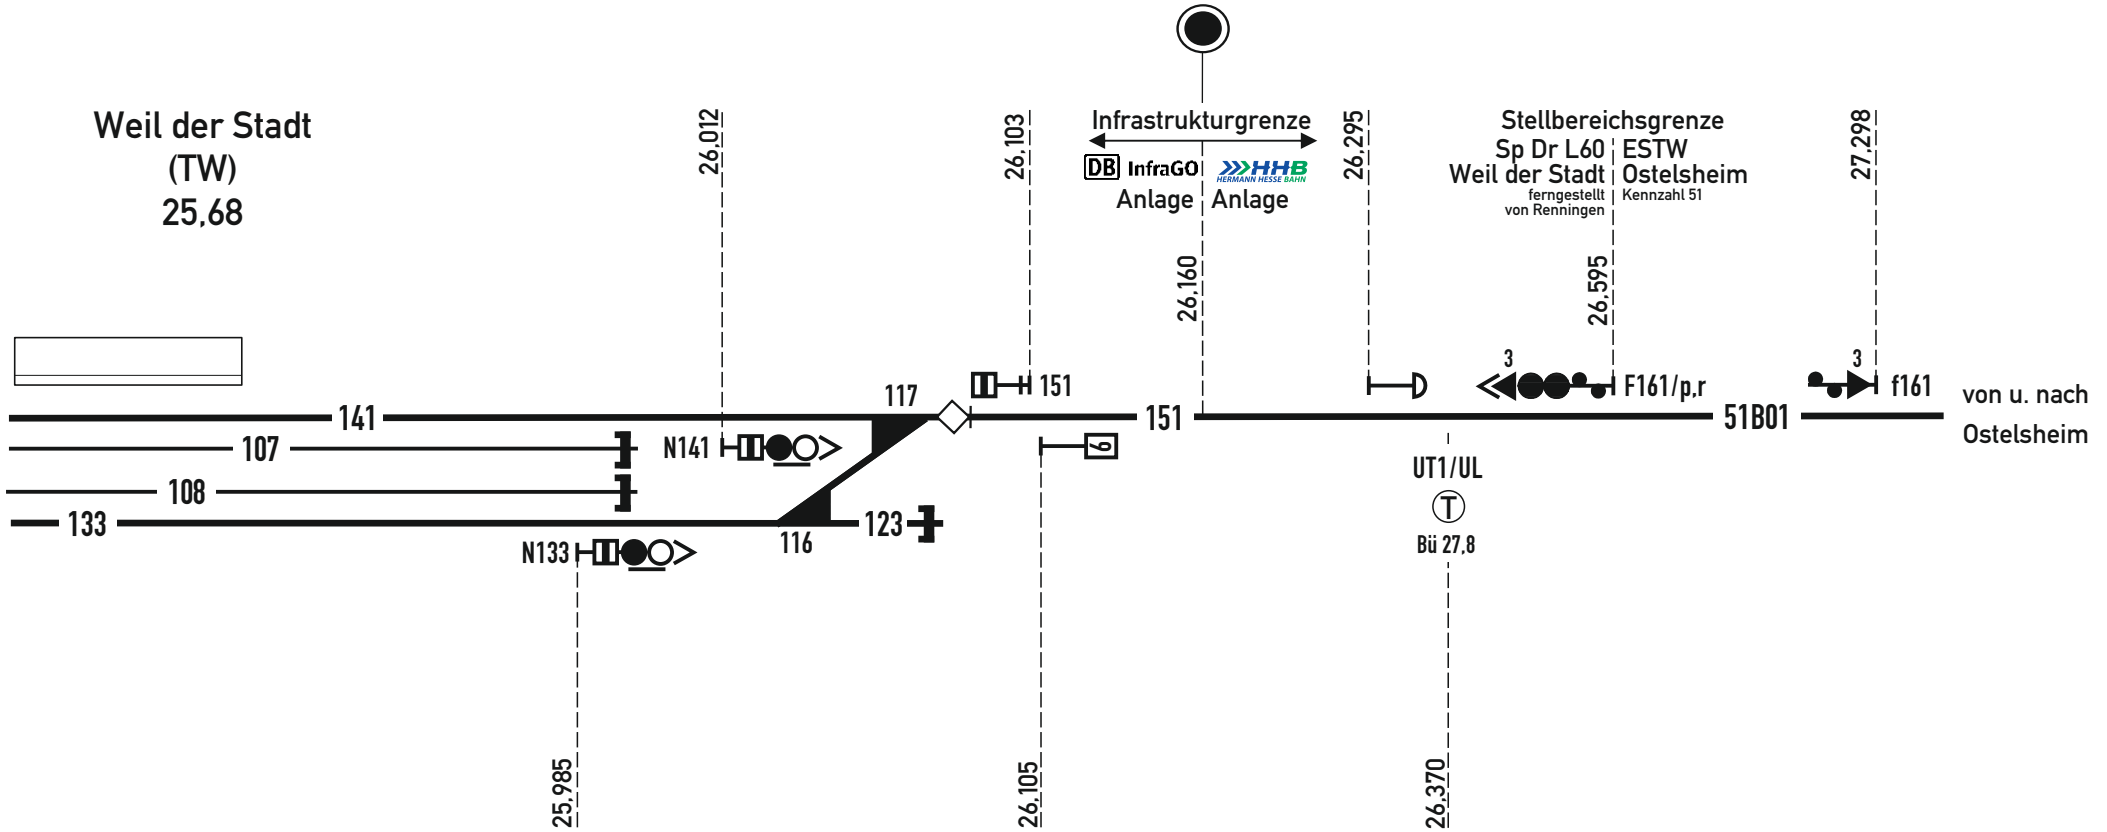 Weil der Stadt
(TW)
25,68
26,012
26,103
Infrastrukturgrenze
DB InfraGO
HHB
HERMANN HESSE BAHN
Anlage
Anlage
26,160
26,295
Stellbereichsgrenze
Sp Dr L60
Weil der Stadt
ferngestellt
von Renningen
ESTW
Ostelsheim
Kennzahl 51
26,595
27,298
141
117
151
151
3
F161/p,r
51B01
3
f161
von u. nach
Ostelsheim
107
N141
6
108
133
123
116
N133
UT1/UL
T
Bü 27,8
25,985
26,105
26,370